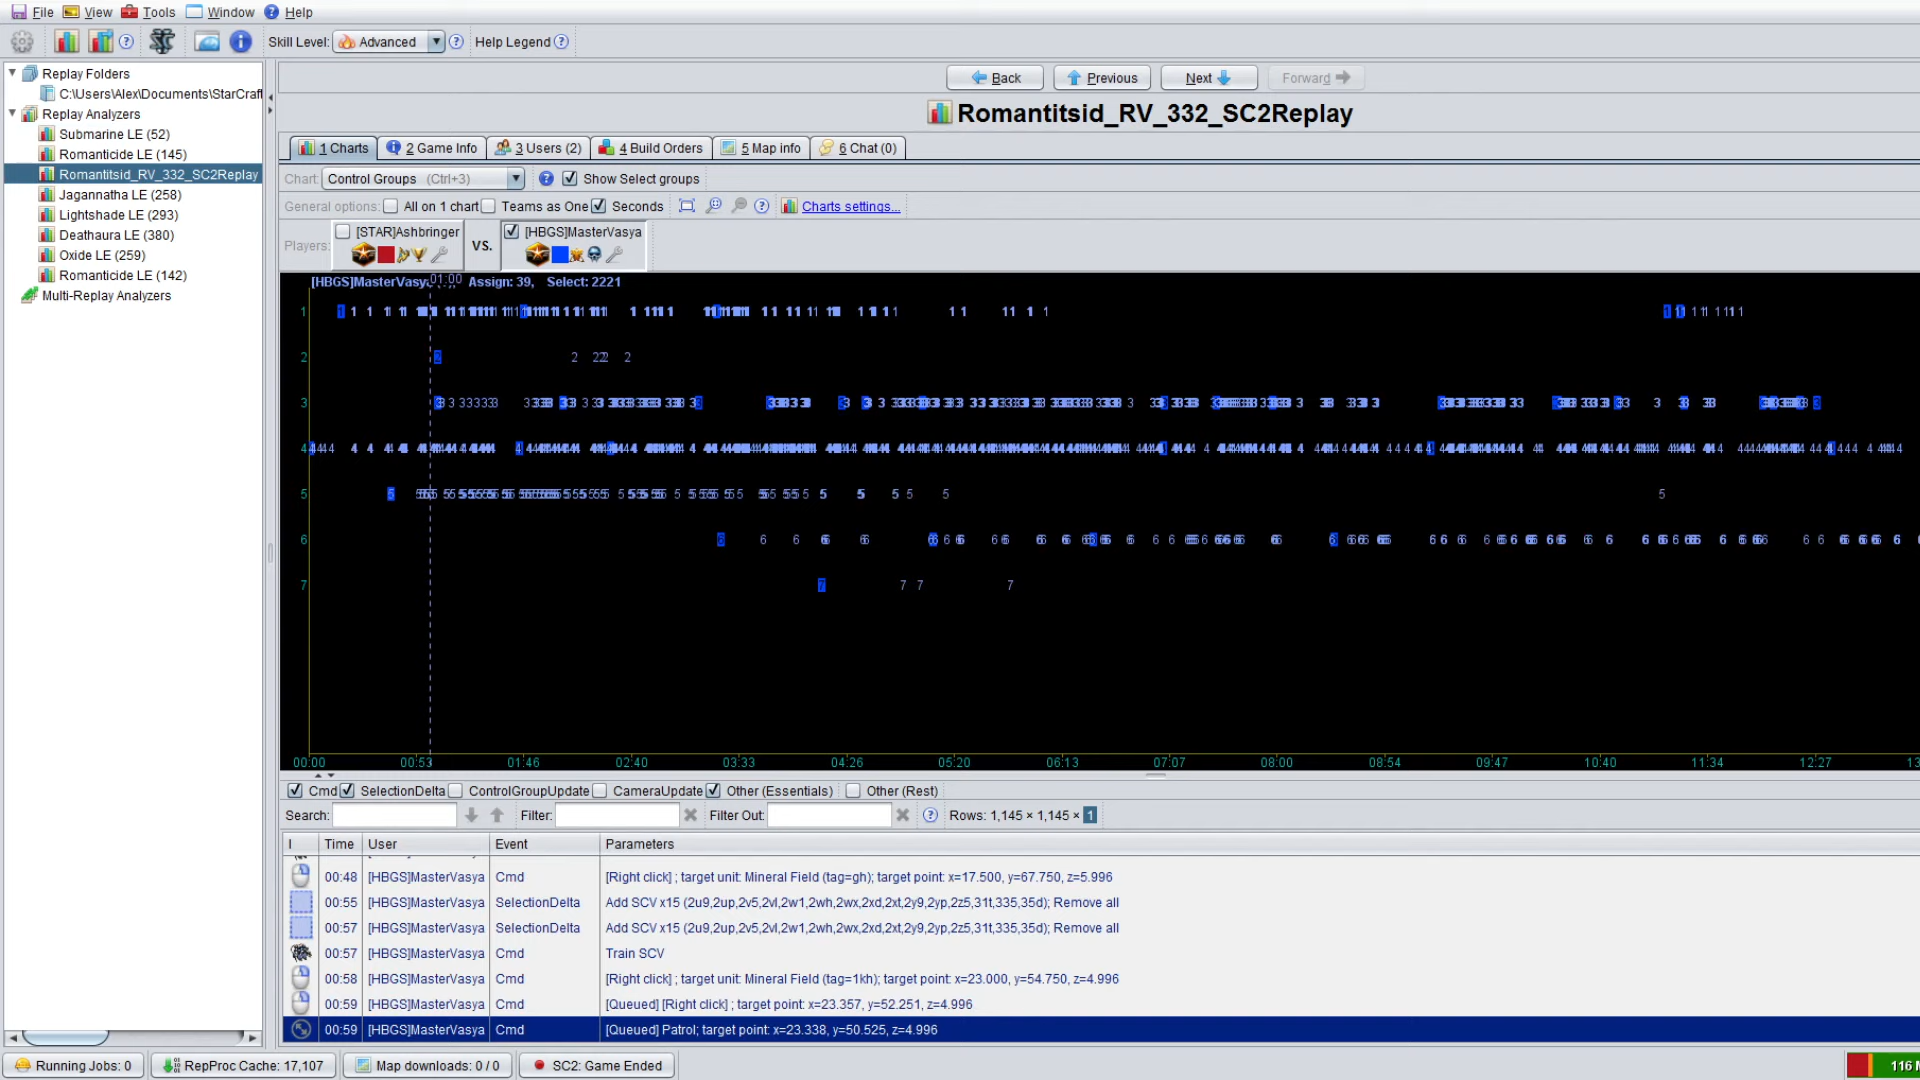 File View Tools Window Help
Skill Level: Advanced Help Legend
Replay Folders
C:\Users\Alex\Documents\StarCraft
Replay Analyzers
Submarine LE (52)
Romanticide LE (145)
Romantitsid_RV_332_SC2Replay
Jagannatha LE (258)
Lightshade LE (293)
Deathaura LE (380)
Oxide LE (259)
Romanticide LE (142)
Multi-Replay Analyzers
Back Previous Next Forward
Romantitsid_RV_332_SC2Replay
1 Charts 2 Game Info 3 Users (2) 4 Build Orders 5 Map info 6 Chat (0)
Chart: Control Groups (Ctrl+3) Show Select groups
General options: All on 1 chart Teams as One Seconds Charts settings...
Players: [STAR]Ashbringer VS. [HBGS]MasterVasya
01:00
Assign: 39, Select: 2221
1
2
3
4
5
6
7
00:00 00:53 01:46 02:40 03:33 04:26 05:20 06:13 07:07 08:00 08:54 09:47 10:40 11:34 12:27
Cmd SelectionDelta ControlGroupUpdate CameraUpdate Other (Essentials) Other (Rest)
Search: Filter: Filter Out: Rows: 1,145 × 1,145 × 1
I Time User Event Parameters
00:48 [HBGS]MasterVasya Cmd [Right click] ; target unit: Mineral Field (tag=gh); target point: x=17.500, y=67.750, z=5.996
00:55 [HBGS]MasterVasya SelectionDelta Add SCV x15 (2u9,2up,2v5,2vl,2w1,2wh,2wx,2xd,2xt,2y9,2yp,2z5,31t,335,35d); Remove all
00:57 [HBGS]MasterVasya SelectionDelta Add SCV x15 (2u9,2up,2v5,2vl,2w1,2wh,2wx,2xd,2xt,2y9,2yp,2z5,31t,335,35d); Remove all
00:57 [HBGS]MasterVasya Cmd Train SCV
00:58 [HBGS]MasterVasya Cmd [Right click] ; target unit: Mineral Field (tag=1kh); target point: x=23.000, y=54.750, z=4.996
00:59 [HBGS]MasterVasya Cmd [Queued] [Right click] ; target point: x=23.357, y=52.251, z=4.996
00:59 [HBGS]MasterVasya Cmd [Queued] Patrol; target point: x=23.338, y=50.525, z=4.996
Running Jobs: 0 RepProc Cache: 17,107 Map downloads: 0 / 0 SC2: Game Ended 116